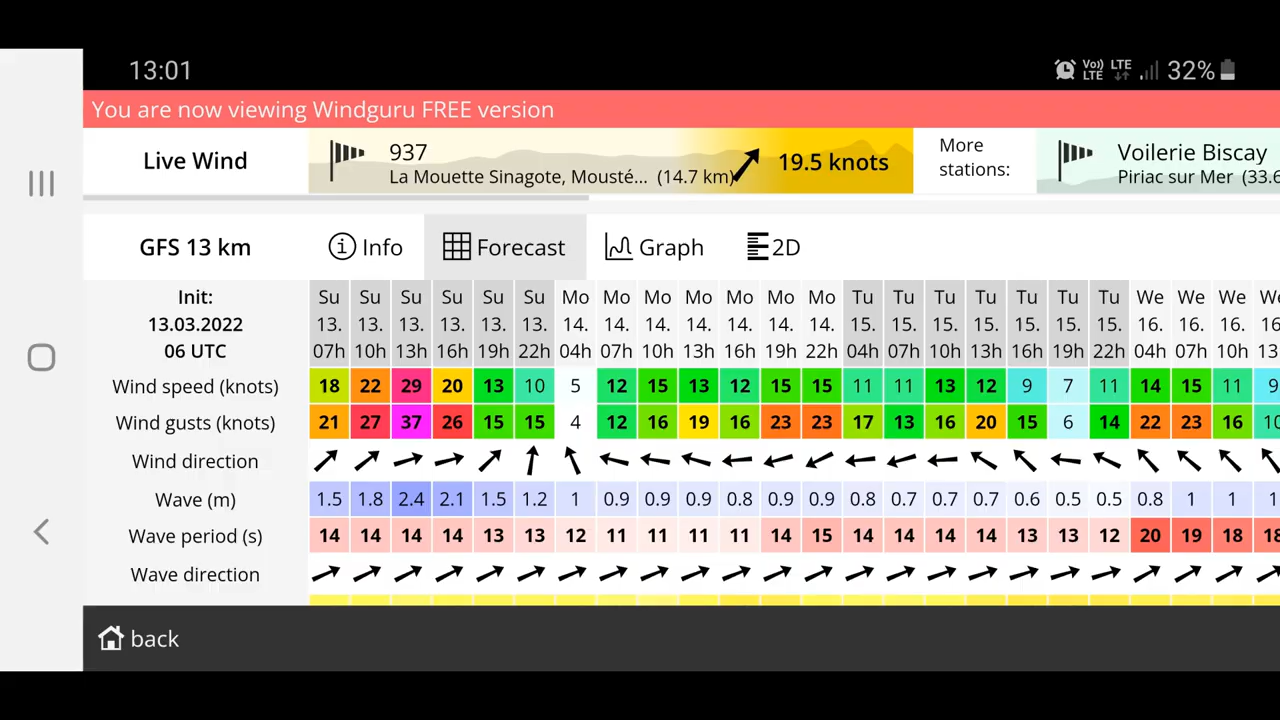 13:01 Vo)) LTE LTE 32%
You are now viewing Windguru FREE version
Live Wind 937 La Mouette Sinagote, Mousté... (14.7 km) 19.5 knots More stations: Voilerie Biscay Piriac sur Mer (33.6
GFS 13 km Info Forecast Graph 2D
Init: Su Su Su Su Su Su Mo Mo Mo Mo Mo Mo Mo Tu Tu Tu Tu Tu Tu Tu We We We We
13.03.2022 13. 13. 13. 13. 13. 13. 14. 14. 14. 14. 14. 14. 14. 15. 15. 15. 15. 15. 15. 15. 16. 16. 16. 16.
06 UTC 07h 10h 13h 16h 19h 22h 04h 07h 10h 13h 16h 19h 22h 04h 07h 10h 13h 16h 19h 22h 04h 07h 10h 13
Wind speed (knots) 18 22 29 20 13 10 5 12 15 13 12 15 15 11 11 13 12 9 7 11 14 15 11 9
Wind gusts (knots) 21 27 37 26 15 15 4 12 16 19 16 23 23 17 13 16 20 15 6 14 22 23 16 10
Wind direction
Wave (m) 1.5 1.8 2.4 2.1 1.5 1.2 1 0.9 0.9 0.9 0.8 0.9 0.9 0.8 0.7 0.7 0.7 0.6 0.5 0.5 0.8 1 1 1
Wave period (s) 14 14 14 14 13 13 12 11 11 11 11 14 15 14 14 14 14 13 13 12 20 19 18 18
Wave direction
back